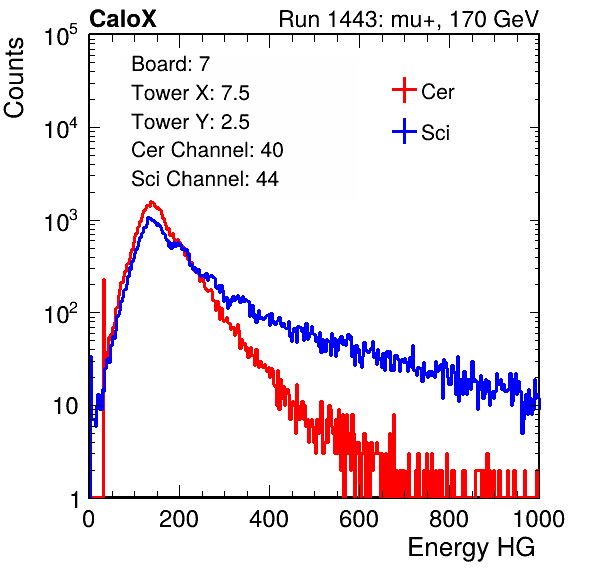 CaloX Run 1443: mu+, 170 GeV
Counts
10^5
10^4
10^3
10^2
10
1
Board: 7
Tower X: 7.5
Tower Y: 2.5
Cer Channel: 40
Sci Channel: 44
Cer
Sci
0 200 400 600 800 1000
Energy HG